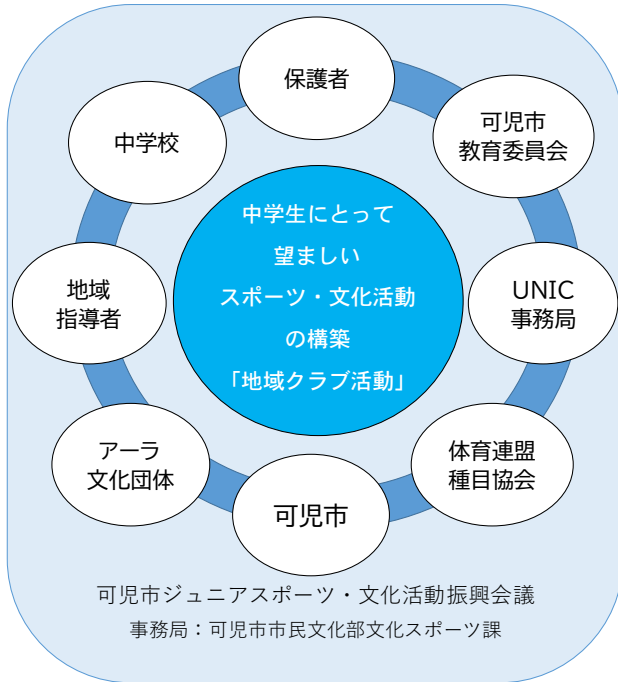 保護者
可児市
教育委員会
UNIC
事務局
体育連盟
種目協会
可児市
アーラ
文化団体
地域
指導者
中学校
中学生にとって
望ましい
スポーツ・文化活動
の構築
「地域クラブ活動」
可児市ジュニアスポーツ・文化活動振興会議
事務局：可児市市民文化部文化スポーツ課